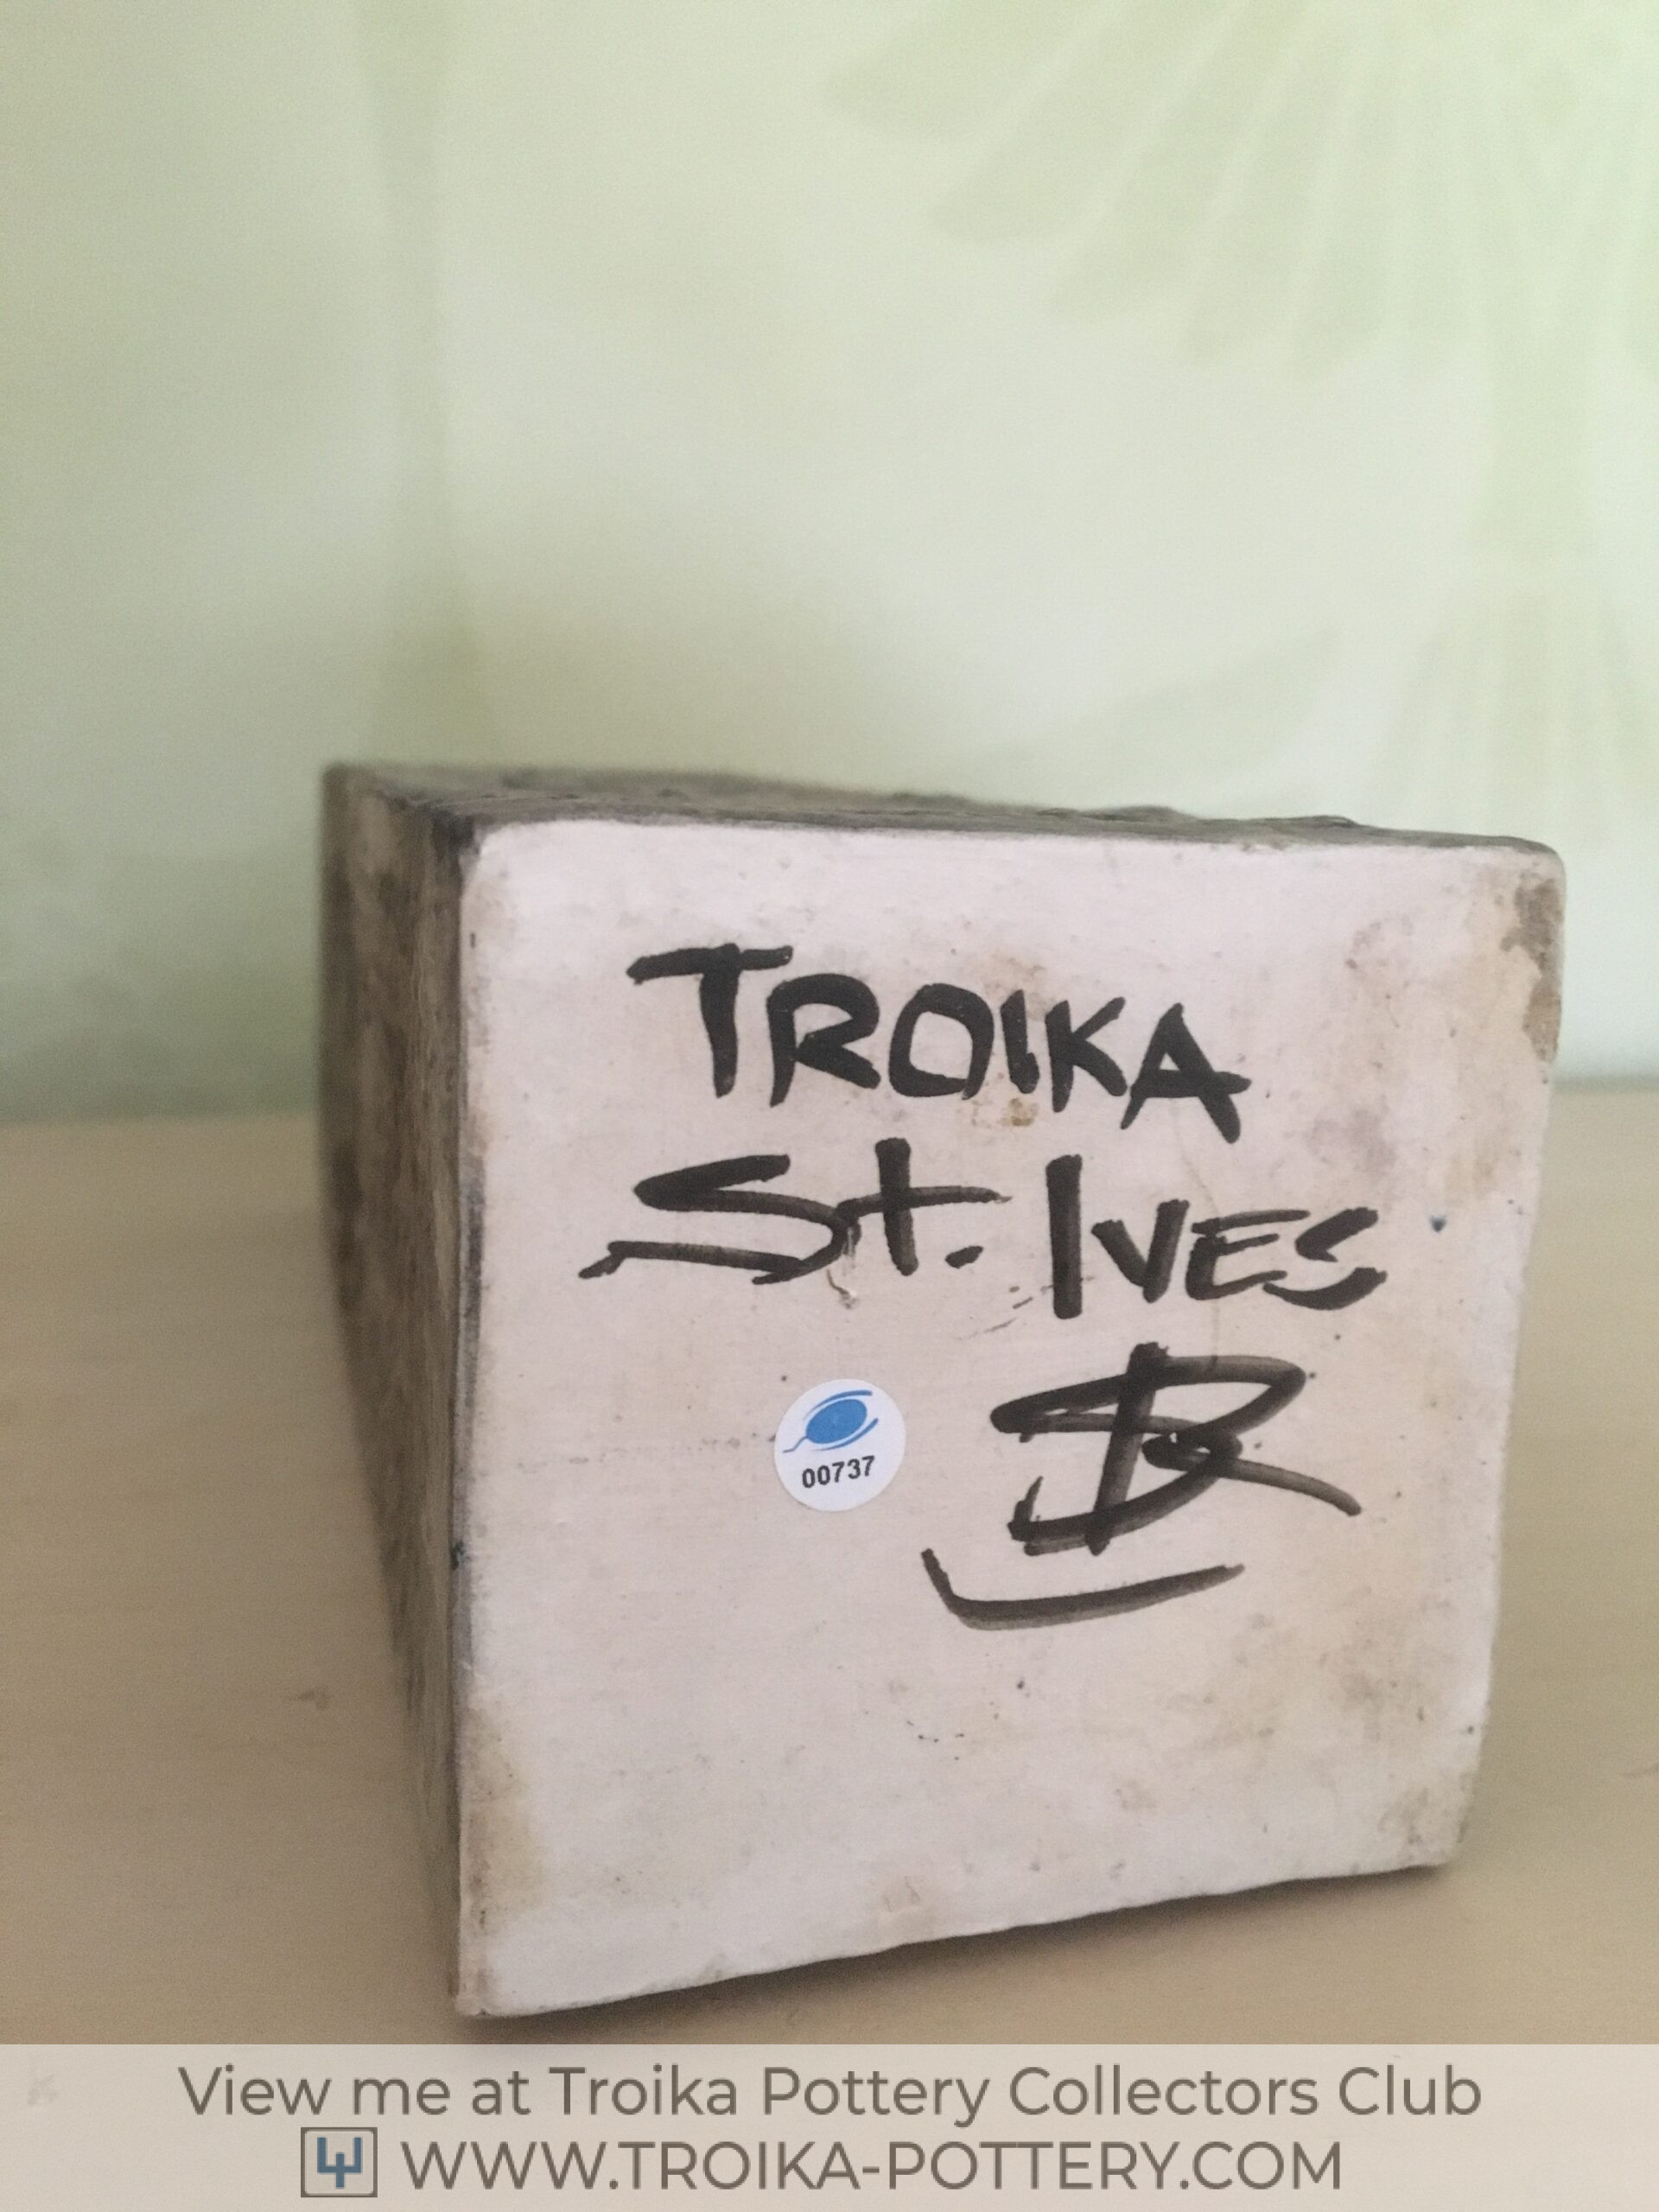 TROIKA
St. IVES
00737
View me at Troika Pottery Collectors Club
WWW.TROIKA-POTTERY.COM